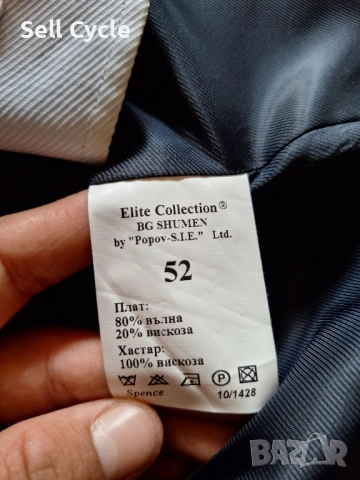 Sell Cycle
Elite Collection®
BG SHUMEN
by "Popov-S.I.E." Ltd.
52
Плат:
80% вълна
20% вискоза
Хастар:
100% вискоза
P
Spence 10/1428
BAZAR